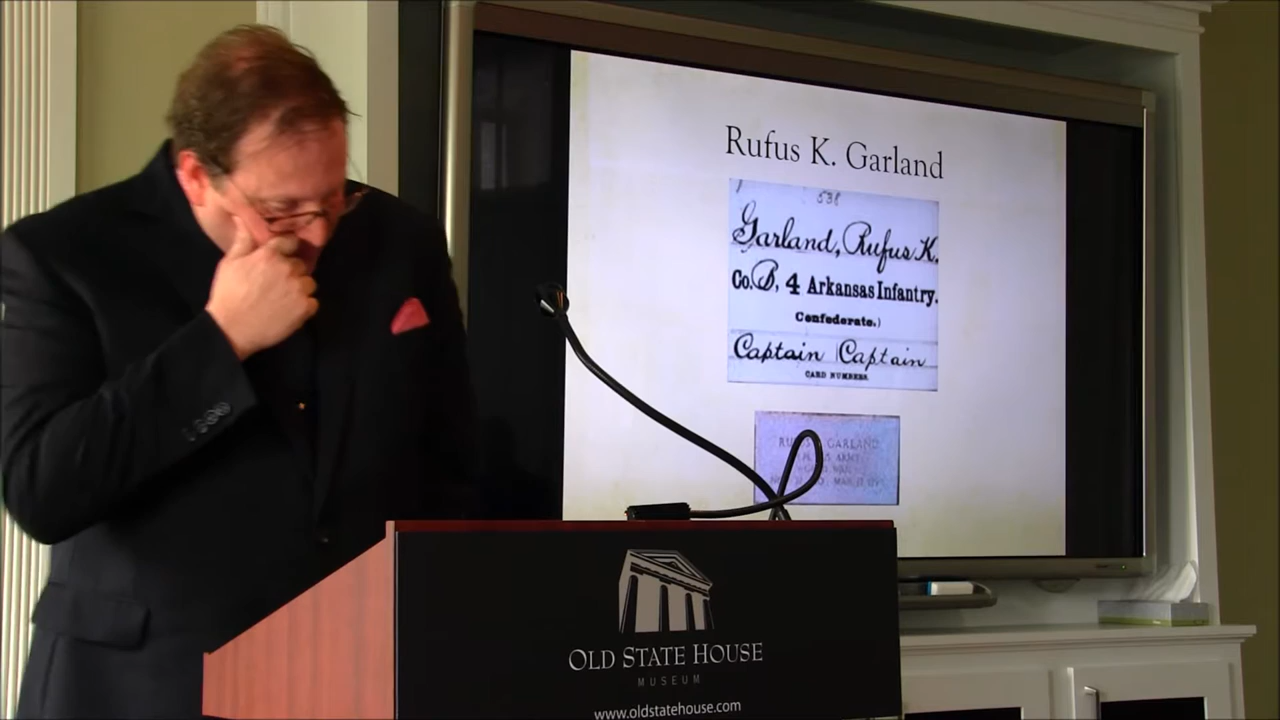 Rufus K. Garland
538
Garland, Rufus K.
Co. B, 4 Arkansas Infantry.
Confederate.)
Captain Captain
CARD NUMBERS.
GARLAND
OLD STATE HOUSE
MUSEUM
www.oldstatehouse.com